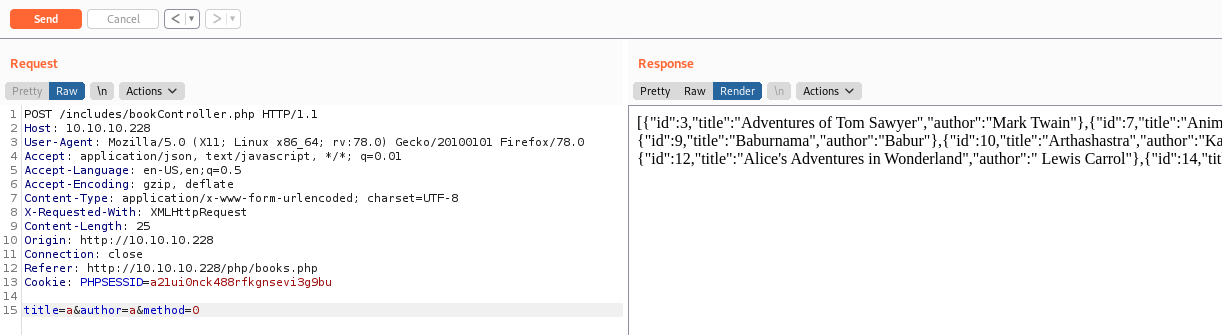 Send Cancel < ▼ > ▼
Request
Pretty Raw \n Actions
1 POST /includes/bookController.php HTTP/1.1
2 Host: 10.10.10.228
3 User-Agent: Mozilla/5.0 (X11; Linux x86_64; rv:78.0) Gecko/20100101 Firefox/78.0
4 Accept: application/json, text/javascript, */*; q=0.01
5 Accept-Language: en-US,en;q=0.5
6 Accept-Encoding: gzip, deflate
7 Content-Type: application/x-www-form-urlencoded; charset=UTF-8
8 X-Requested-With: XMLHttpRequest
9 Content-Length: 25
10 Origin: http://10.10.10.228
11 Connection: close
12 Referer: http://10.10.10.228/php/books.php
13 Cookie: PHPSESSID=a21ui0nck488rfkgnsevi3g9bu
14
15 title=a&author=a&method=0
Response
Pretty Raw Render \n Actions
[{"id":3,"title":"Adventures of Tom Sawyer","author":"Mark Twain"},{"id":7,"title":"Anim
{"id":9,"title":"Baburnama","author":"Babur"},{"id":10,"title":"Arthashastra","author":"Ka
{"id":12,"title":"Alice's Adventures in Wonderland","author":" Lewis Carrol"},{"id":14,"tit